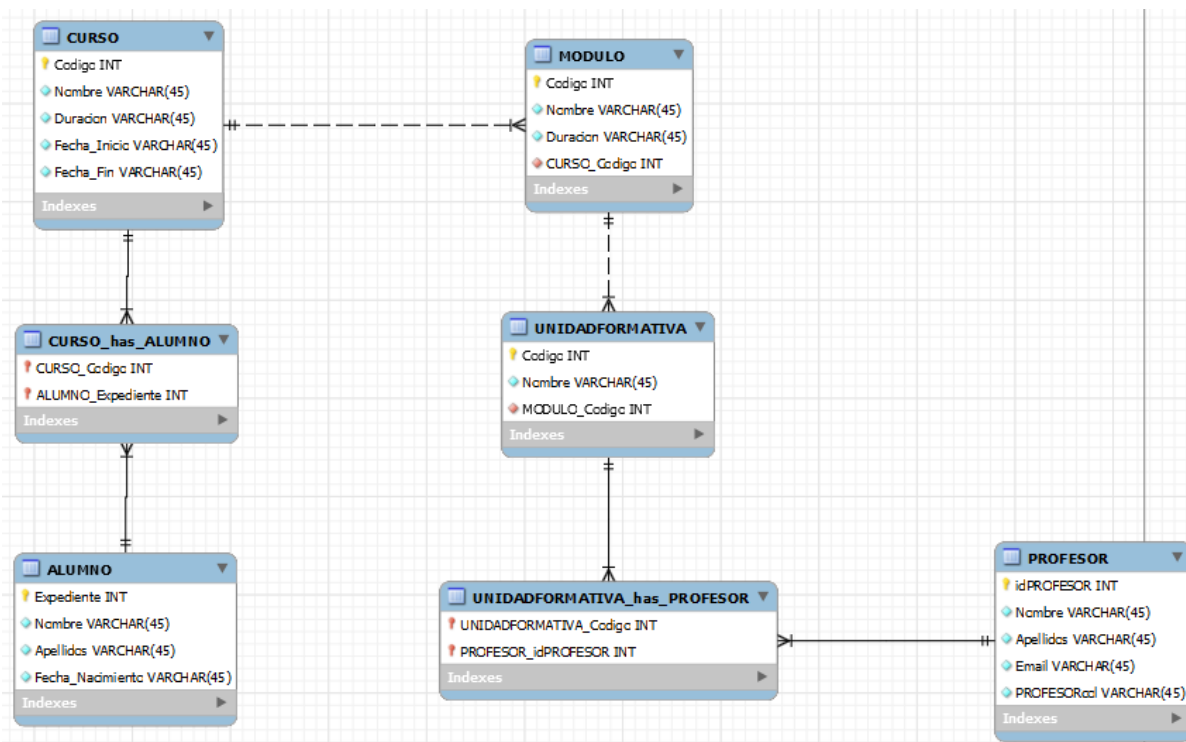 CURSO
Codigo INT
Nombre VARCHAR(45)
Duracion VARCHAR(45)
Fecha_Inicio VARCHAR(45)
Fecha_Fin VARCHAR(45)
Indexes
MODULO
Codigo INT
Nombre VARCHAR(45)
Duracion VARCHAR(45)
CURSO_Codigo INT
Indexes
CURSO_has_ALUMNO
CURSO_Codigo INT
ALUMNO_Expediente INT
Indexes
UNIDADFORMATIVA
Codigo INT
Nombre VARCHAR(45)
MODULO_Codigo INT
Indexes
ALUMNO
Expediente INT
Nombre VARCHAR(45)
Apellidos VARCHAR(45)
Fecha_Nacimiento VARCHAR(45)
Indexes
UNIDADFORMATIVA_has_PROFESOR
UNIDADFORMATIVA_Codigo INT
PROFESOR_idPROFESOR INT
Indexes
PROFESOR
idPROFESOR INT
Nombre VARCHAR(45)
Apellidos VARCHAR(45)
Email VARCHAR(45)
PROFESORcol VARCHAR(45)
Indexes